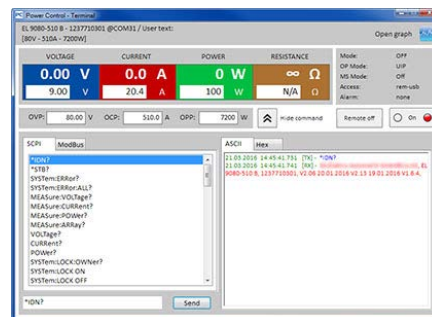 Power Control - Terminal
EL 9080-510 B - 1237710301 @COM31 / User text:
[80V - 510A - 7200W]
Open graph
VOLTAGE CURRENT POWER RESISTANCE
0.00 V 0.0 A 0 W ∞ Ω
9.00 V 20.4 A 100 W N/A Ω
Mode: OFF
OP Mode: UIP
MS Mode: Off
Access: rem-usb
Alarm: none
OVP: 80.00 V OCP: 510.0 A OPP: 7200 W Hide command Remote off On
SCPI ModBus
*IDN?
*STB?
SYSTem:ERRor?
SYSTem:ERRor:ALL?
MEASure:VOLTage?
MEASure:CURRent?
MEASure:POWer?
MEASure:ARRay?
VOLTage?
CURRent?
POWer?
SYSTem:LOCK:OWNer?
SYSTem:LOCK ON
SYSTem:LOCK OFF
*IDN? Send
ASCII Hex
21.03.2016 14:45:41.731 [TX] - *IDN?
21.03.2016 14:45:41.741 [RX] - , EL
9080-510 B, 1237710301, V2.06 20.01.2016 V2.13 19.01.2016 V1.6.4,